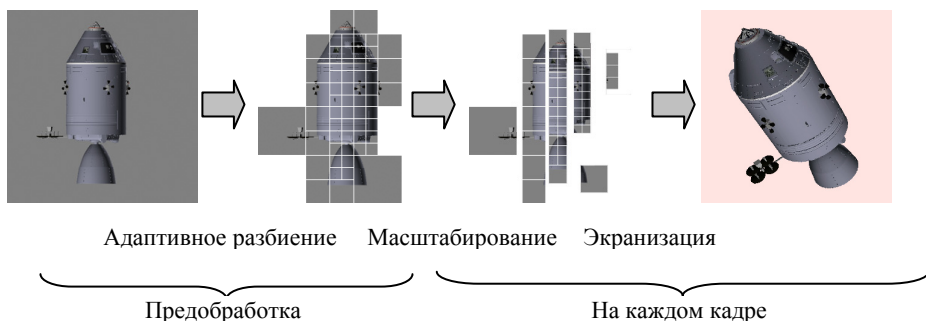 Адаптивное разбиение Масштабирование Экранизация
Предобработка На каждом кадре